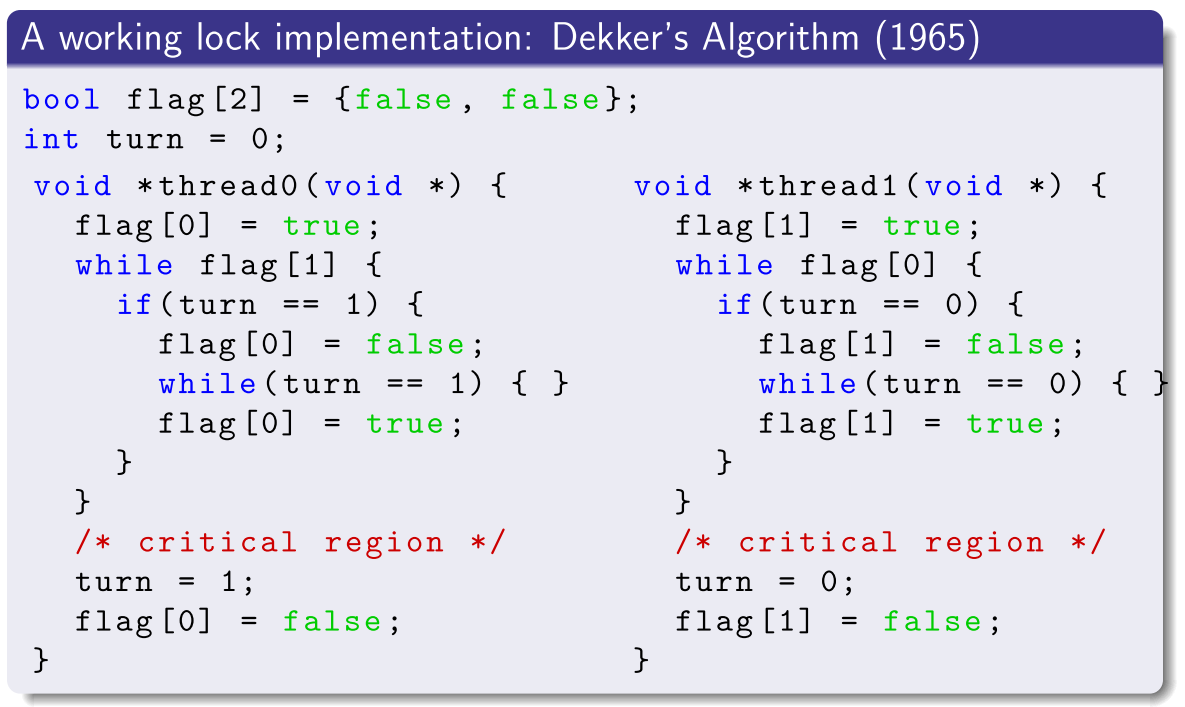 A working lock implementation: Dekker's Algorithm (1965)
bool flag[2] = {false, false};
int turn = 0;
void *thread0(void *) {
  flag[0] = true;
  while flag[1] {
    if(turn == 1) {
      flag[0] = false;
      while(turn == 1) { }
      flag[0] = true;
    }
  }
  /* critical region */
  turn = 1;
  flag[0] = false;
}
void *thread1(void *) {
  flag[1] = true;
  while flag[0] {
    if(turn == 0) {
      flag[1] = false;
      while(turn == 0) { }
      flag[1] = true;
    }
  }
  /* critical region */
  turn = 0;
  flag[1] = false;
}